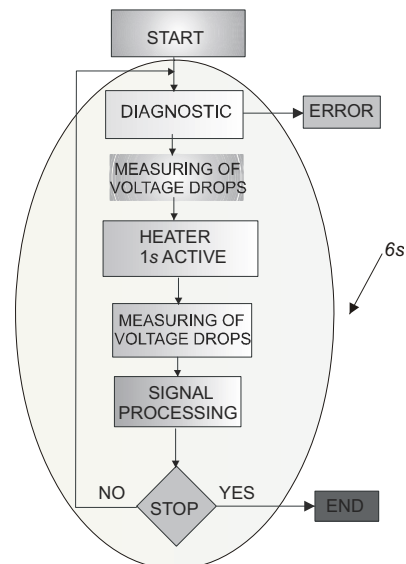 START
DIAGNOSTIC
ERROR
MEASURING OF
VOLTAGE DROPS
HEATER
1s ACTIVE
6s
MEASURING OF
VOLTAGE DROPS
SIGNAL
PROCESSING
NO
YES
STOP
END